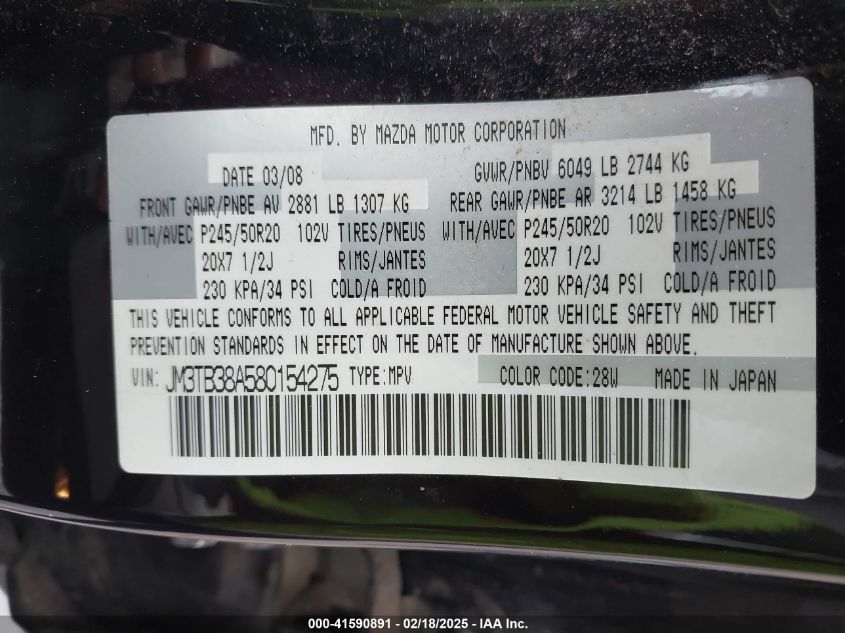 MFD. BY MAZDA MOTOR CORPORATION
DATE 03/08 GVWR/PNBV 6049 LB 2744 KG
FRONT GAWR/PNBE AV 2881 LB 1307 KG REAR GAWR/PNBE AR 3214 LB 1458 KG
WITH/AVEC P245/50R20 102V TIRES/PNEUS WITH/AVEC P245/50R20 102V TIRES/PNEUS
20X7 1/2J RIMS/JANTES 20X7 1/2J RIMS/JANTES
230 KPA/34 PSI COLD/A FROID 230 KPA/34 PSI COLD/A FROID
THIS VEHICLE CONFORMS TO ALL APPLICABLE FEDERAL MOTOR VEHICLE SAFETY AND THEFT
PREVENTION STANDARDS IN EFFECT ON THE DATE OF MANUFACTURE SHOWN ABOVE.
VIN: JM3TB38A580154275 TYPE:MPV COLOR CODE:28W MADE IN JAPAN
000-41590891 - 02/18/2025 - IAA Inc.